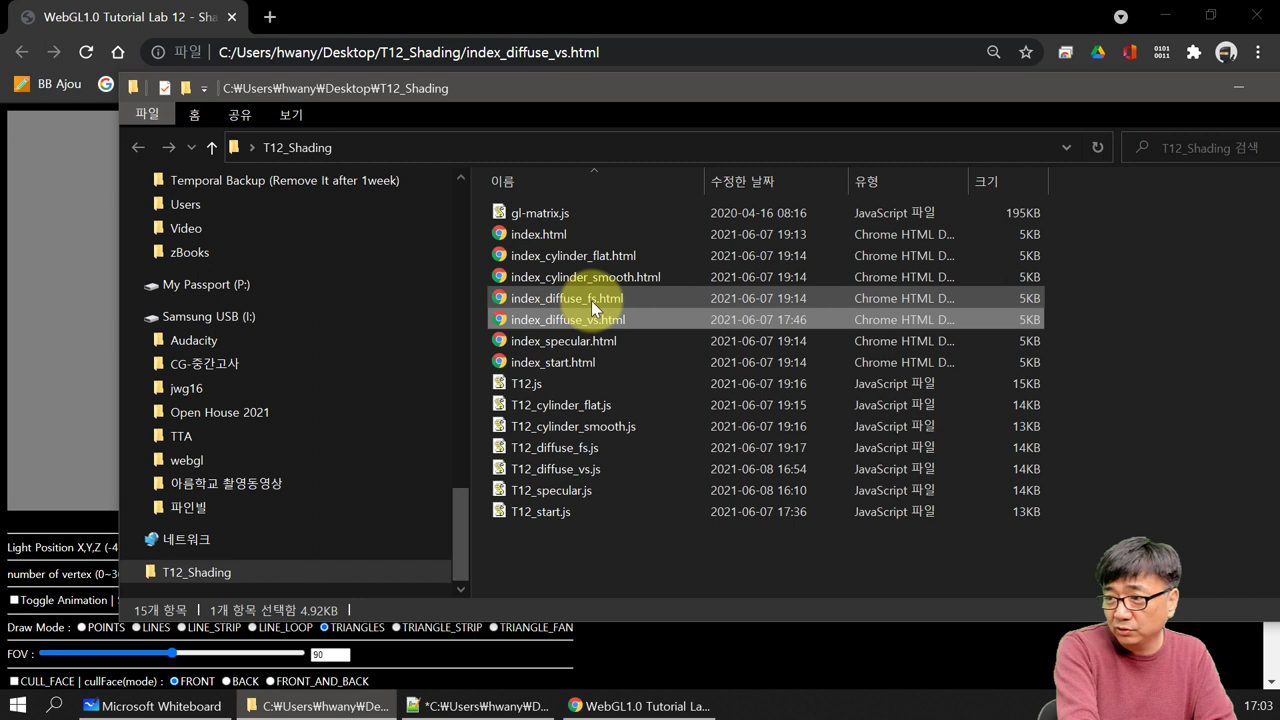 WebGL1.0 Tutorial Lab 12 - Sha
파일 C:/Users/hwany/Desktop/T12_Shading/index_diffuse_vs.html
BB Ajou
C:₩Users₩hwany₩Desktop₩T12_Shading
파일 홈 공유 보기
T12_Shading
T12_Shading 검색
이름 수정한 날짜 유형 크기
Temporal Backup (Remove It after 1week)
Users
Video
zBooks
My Passport (P:)
Samsung USB (I:)
Audacity
CG-중간고사
jwg16
Open House 2021
TTA
webgl
아름학교 촬영동영상
파인빌
네트워크
T12_Shading
gl-matrix.js 2020-04-16 08:16 JavaScript 파일 195KB
index.html 2021-06-07 19:13 Chrome HTML D... 5KB
index_cylinder_flat.html 2021-06-07 19:14 Chrome HTML D... 5KB
index_cylinder_smooth.html 2021-06-07 19:14 Chrome HTML D... 5KB
index_diffuse_fs.html 2021-06-07 19:14 Chrome HTML D... 5KB
index_diffuse_vs.html 2021-06-07 17:46 Chrome HTML D... 5KB
index_specular.html 2021-06-07 19:14 Chrome HTML D... 5KB
index_start.html 2021-06-07 19:14 Chrome HTML D... 5KB
T12.js 2021-06-07 19:16 JavaScript 파일 15KB
T12_cylinder_flat.js 2021-06-07 19:15 JavaScript 파일 14KB
T12_cylinder_smooth.js 2021-06-07 19:16 JavaScript 파일 13KB
T12_diffuse_fs.js 2021-06-07 19:17 JavaScript 파일 14KB
T12_diffuse_vs.js 2021-06-08 16:54 JavaScript 파일 14KB
T12_specular.js 2021-06-08 16:10 JavaScript 파일 14KB
T12_start.js 2021-06-07 17:36 JavaScript 파일 13KB
15개 항목 1개 항목 선택함 4.92KB
Light Position X,Y,Z (-4
number of vertex (0~3
Toggle Animation |
Draw Mode : POINTS LINES LINE_STRIP LINE_LOOP TRIANGLES TRIANGLE_STRIP TRIANGLE_FAN
FOV : 90
CULL_FACE | cullFace(mode) : FRONT BACK FRONT_AND_BACK
Microsoft Whiteboard C:₩Users₩hwany₩De... *C:₩Users₩hwany₩D... WebGL1.0 Tutorial La... 17:03